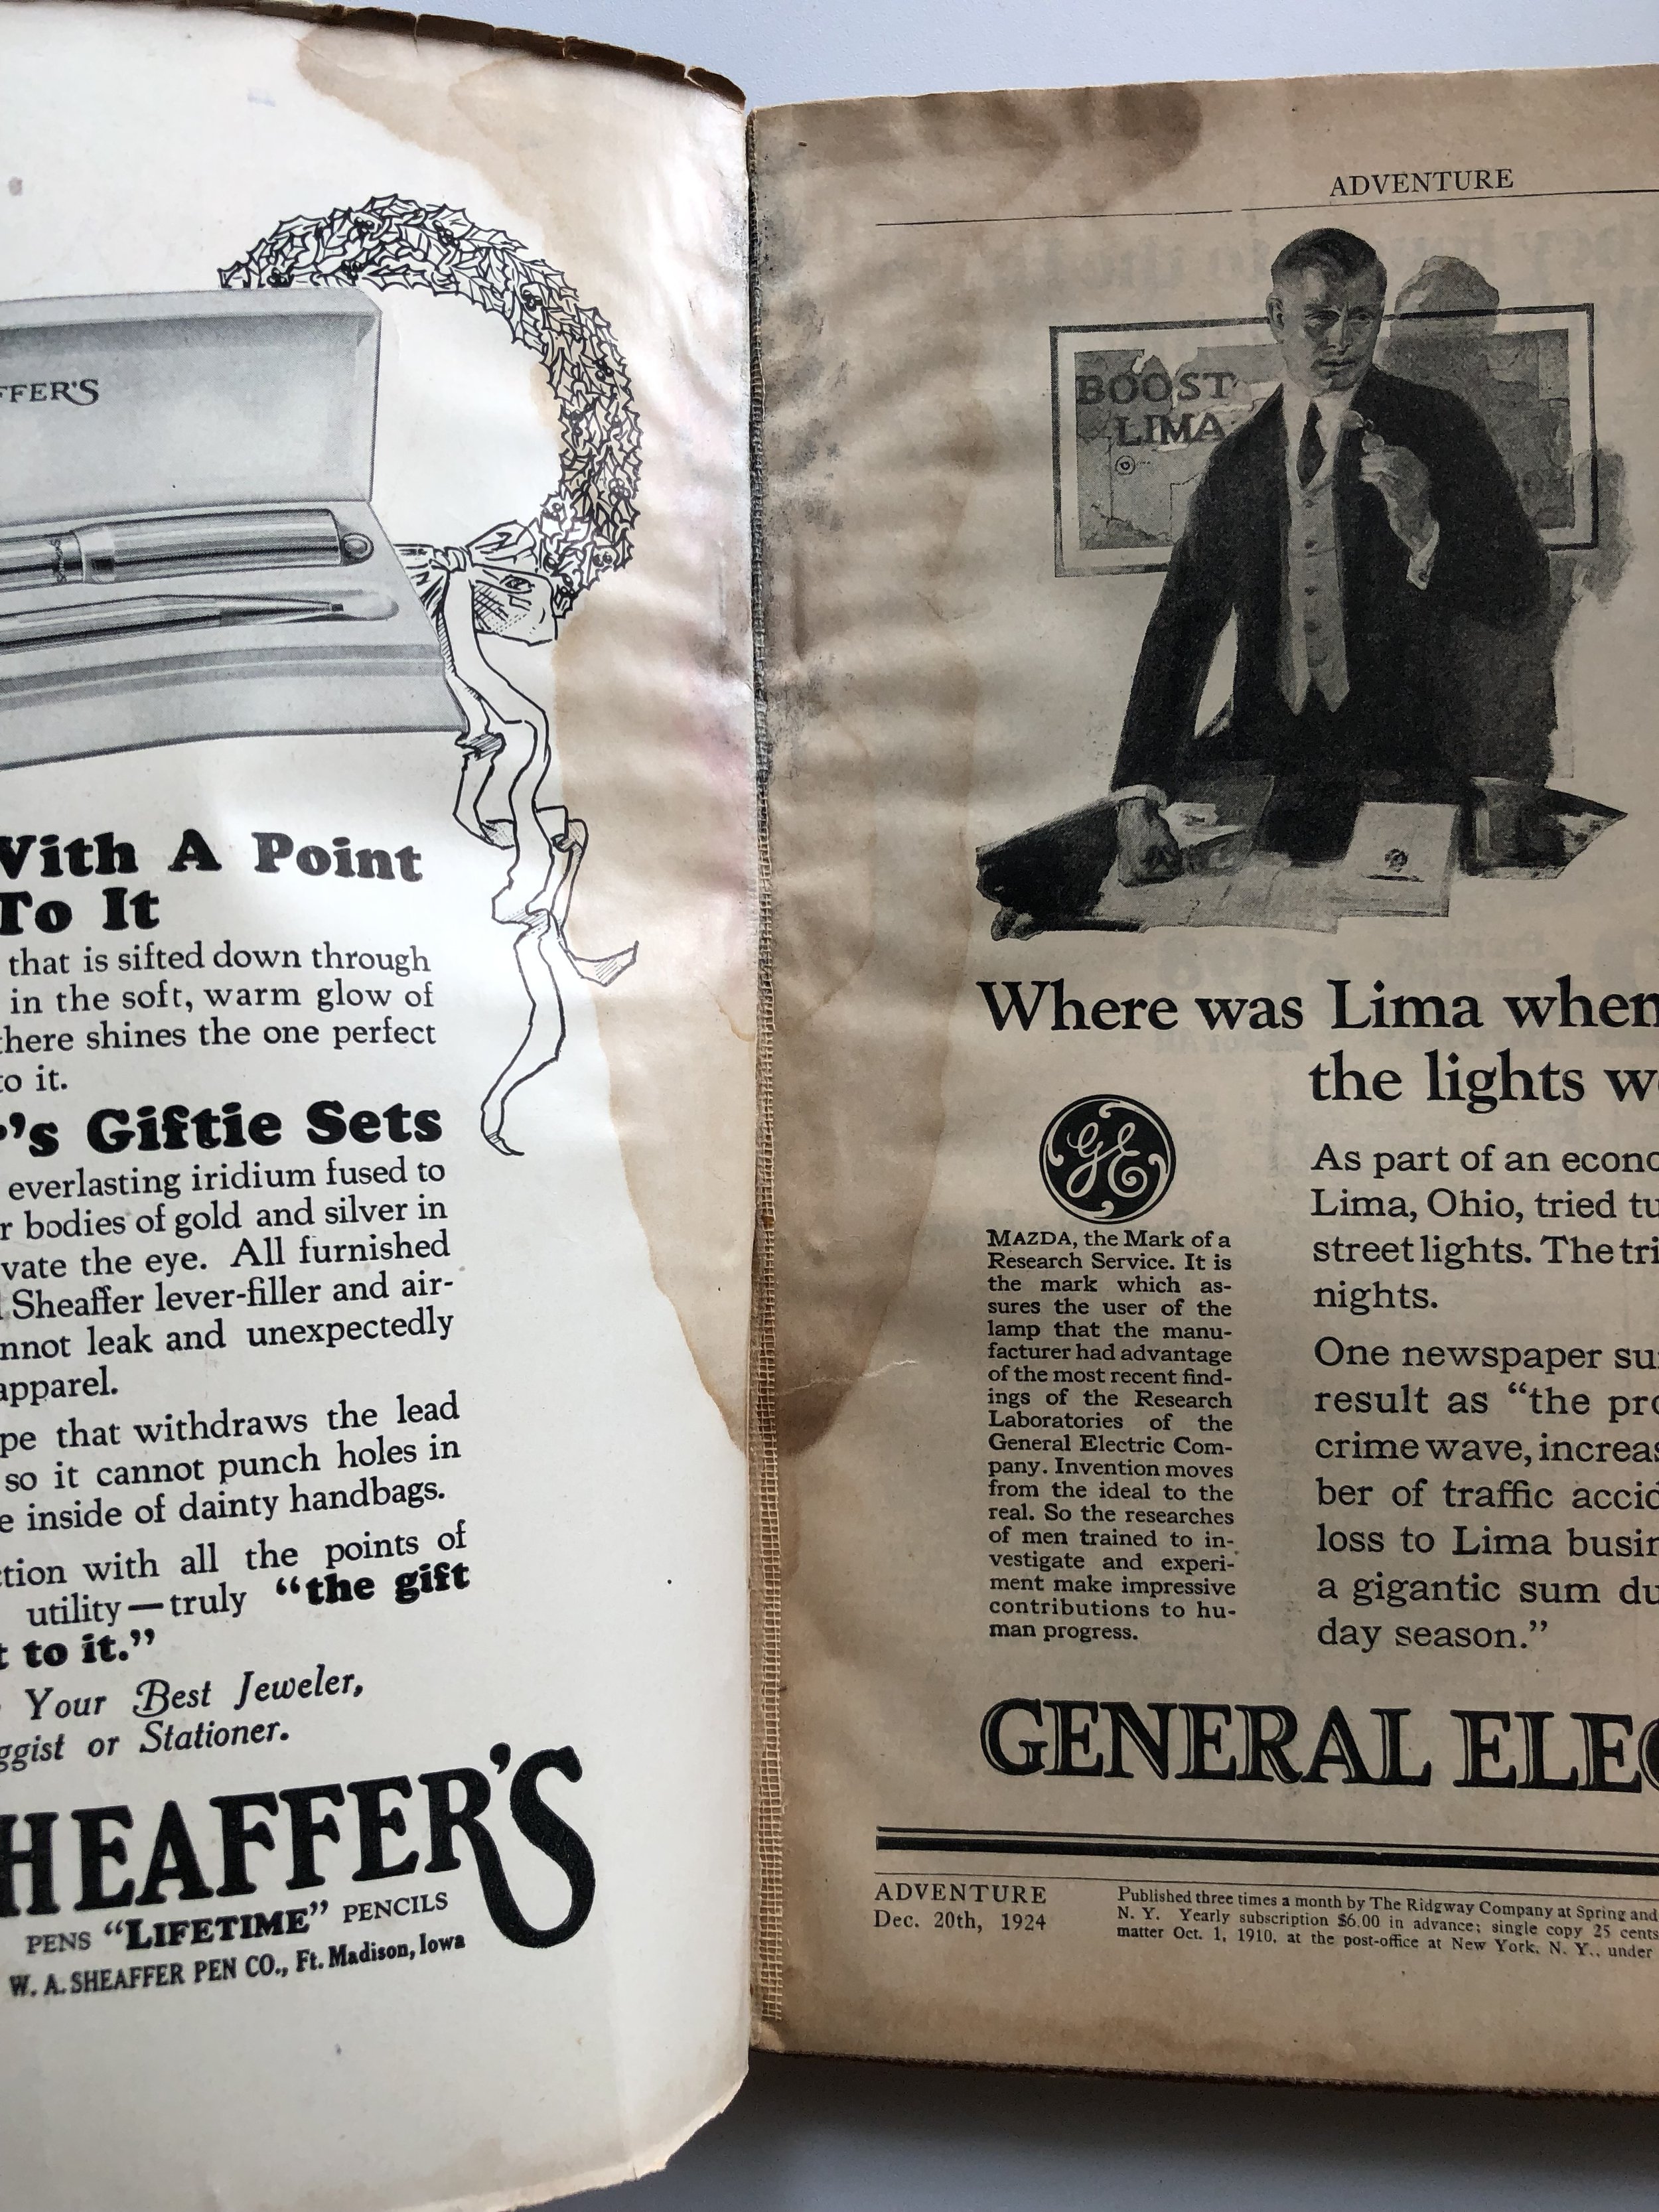 FFER'S
With A Point
To It
that is sifted down through
in the soft, warm glow of
there shines the one perfect
to it.
's Giftie Sets
everlasting iridium fused to
r bodies of gold and silver in
vate the eye. All furnished
Sheaffer lever-filler and air-
nnot leak and unexpectedly
apparel.
pe that withdraws the lead
so it cannot punch holes in
e inside of dainty handbags.
ction with all the points of
utility—truly "the gift
t to it."
Your Best Jeweler,
ggist or Stationer.
HEAFFER'S
PENS "LIFETIME" PENCILS
W. A. SHEAFFER PEN CO., Ft. Madison, Iowa
ADVENTURE
BOOST
LIMA
Where was Lima when
the lights w
GE
MAZDA, the Mark of a
Research Service. It is
the mark which as-
sures the user of the
lamp that the manu-
facturer had advantage
of the most recent find-
ings of the Research
Laboratories of the
General Electric Com-
pany. Invention moves
from the ideal to the
real. So the researches
of men trained to in-
vestigate and experi-
ment make impressive
contributions to hu-
man progress.
As part of an econo
Lima, Ohio, tried tu
street lights. The tri
nights.
One newspaper su
result as "the pro
crime wave, increas
ber of traffic accid
loss to Lima busin
a gigantic sum du
day season."
GENERAL ELEC
ADVENTURE
Dec. 20th, 1924
Published three times a month by The Ridgway Company at Spring and
N. Y. Yearly subscription $6.00 in advance; single copy 25 cents
matter Oct. 1, 1910, at the post-office at New York, N. Y., under